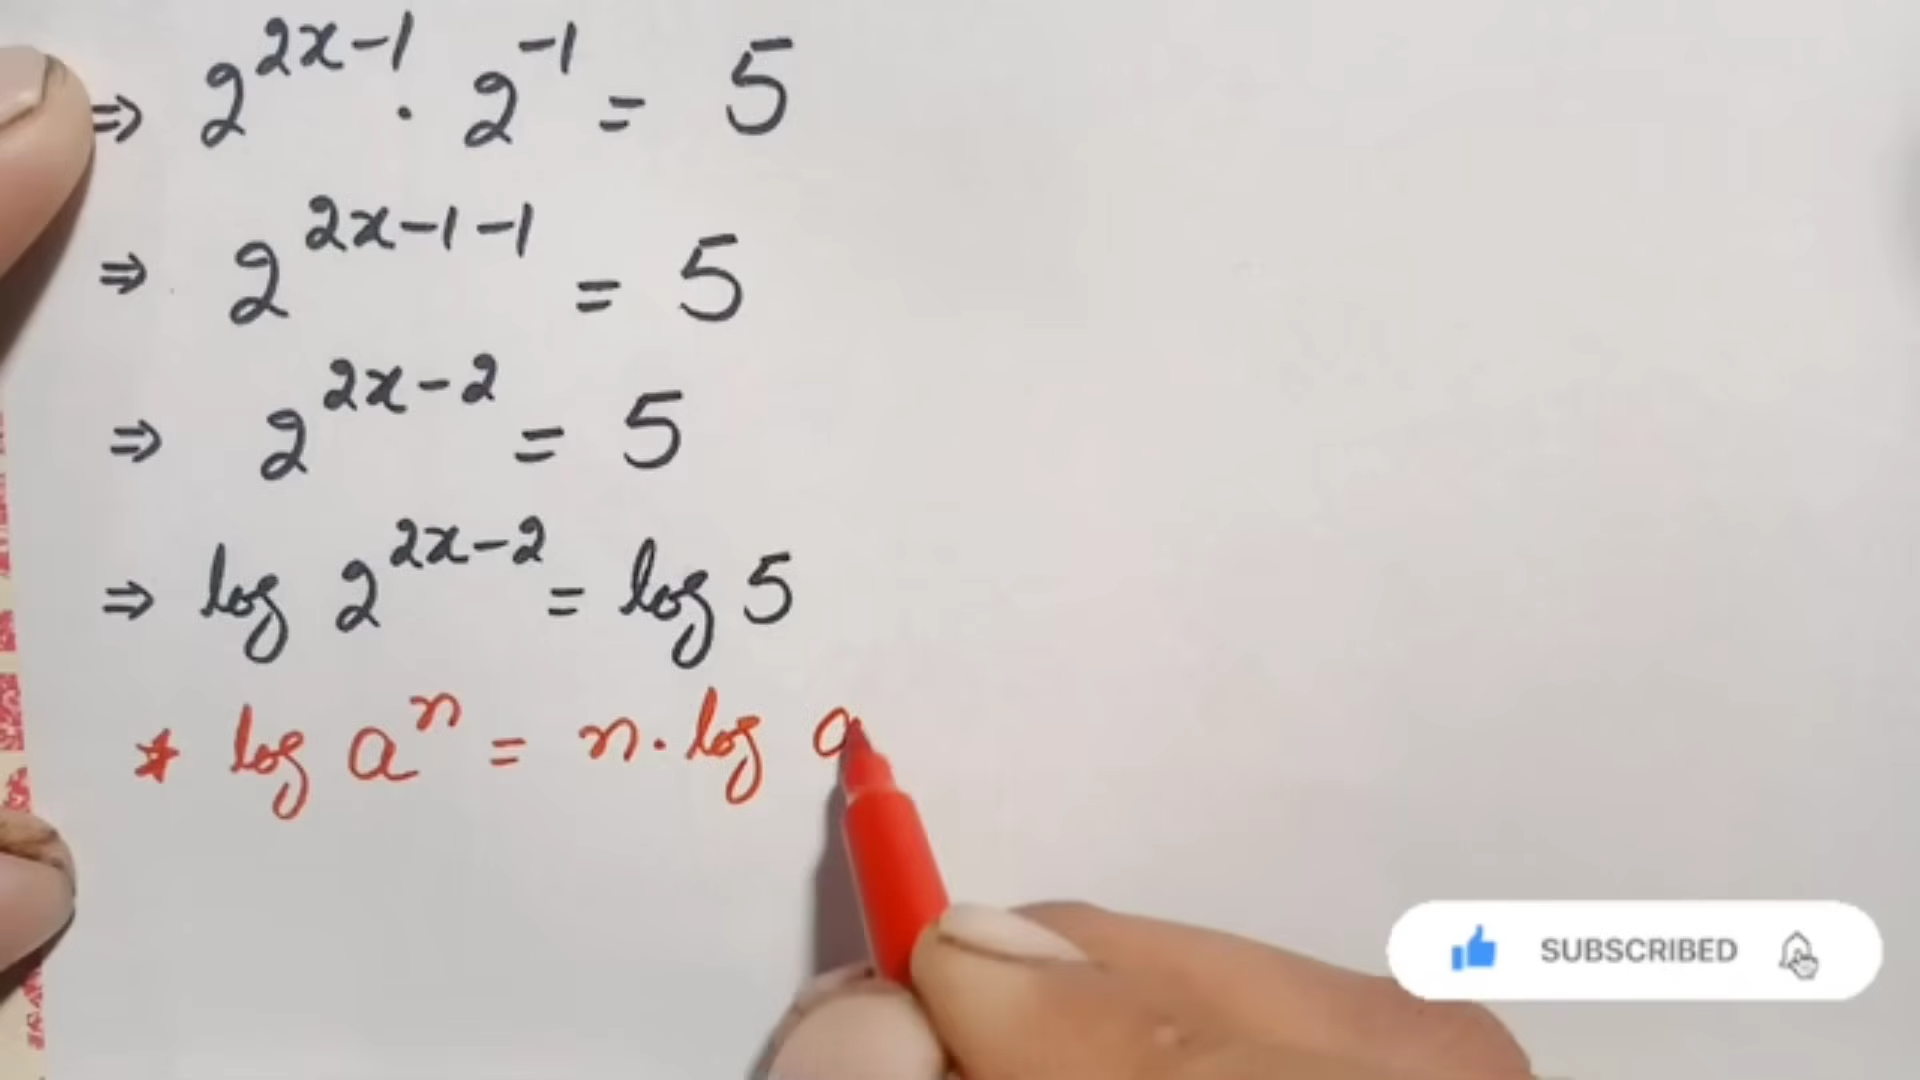 ⇒ 2^{2x-1} · 2^{-1} = 5
⇒ 2^{2x-1-1} = 5
⇒ 2^{2x-2} = 5
⇒ log 2^{2x-2} = log 5
* log a^n = n · log a
SUBSCRIBED